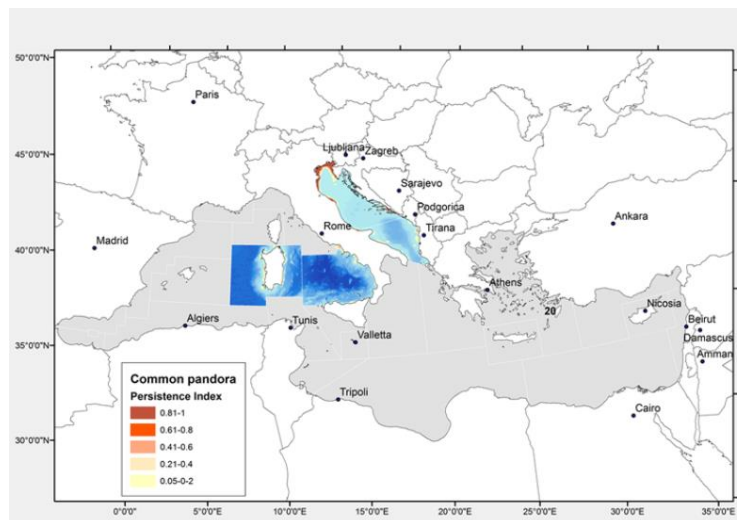 50°0'0"N
Paris
45°0'0"N
Ljubljana
Zagreb
Sarajevo
Podgorica
Rome
Tirana
Ankara
40°0'0"N
Madrid
Athens
Nicosia
20
Algiers
Tunis
Beirut
Valletta
Damascus
35°0'0"N
Amman
Tripoli
Cairo
Common pandora
Persistence Index
0.81-1
0.61-0.8
0.41-0.6
0.21-0.4
0.05-0-2
30°0'0"N
0°0'0"
5°0'0"E
10°0'0"E
15°0'0"E
20°0'0"E
25°0'0"E
30°0'0"E
35°0'0"E